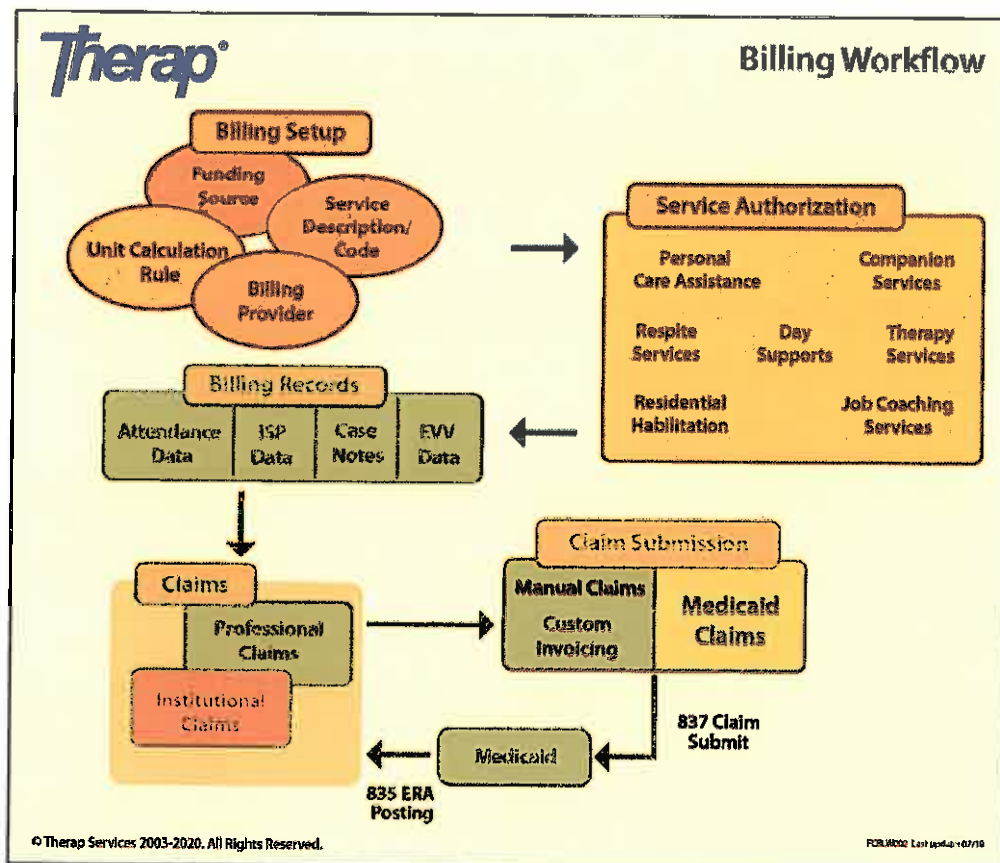 Therap®
Billing Workflow
Billing Setup
Funding
Source
Service
Description/
Code
Unit Calculation
Rule
Billing
Provider
Service Authorization
Personal
Care Assistance
Companion
Services
Respite
Services
Day
Supports
Therapy
Services
Residential
Habilitation
Job Coaching
Services
Billing Records
Attendance
Data
ISP
Data
Case
Notes
EVV
Data
Claims
Professional
Claims
Institutional
Claims
Claim Submission
Manual Claims
Custom
Invoicing
Medicaid
Claims
837 Claim
Submit
Medicaid
835 ERA
Posting
© Therap Services 2003-2020. All Rights Reserved.
Last